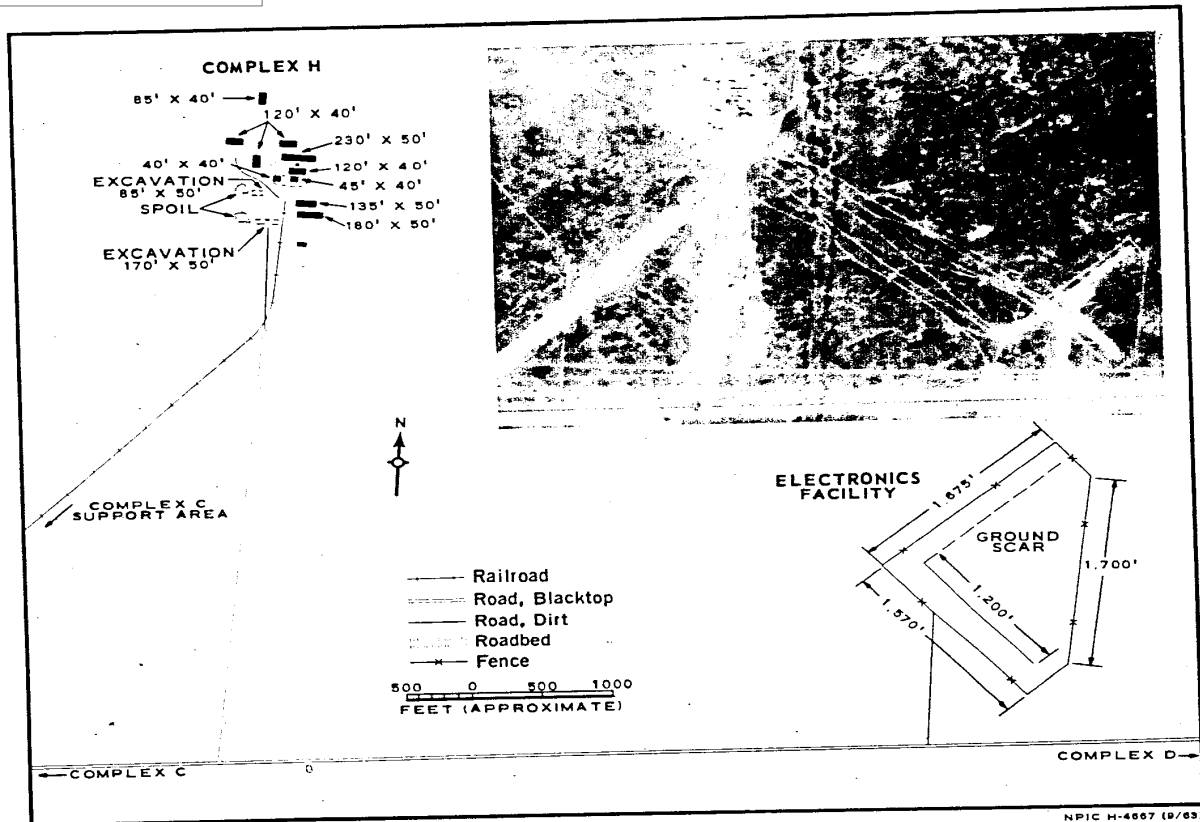 COMPLEX H
85' X 40'
120' X 40'
230' X 50'
40' X 40'
120' X 40'
EXCAVATION
85' X 50'
45' X 40'
SPOIL
135' X 50'
180' X 50'
EXCAVATION
170' X 50'
N
COMPLEX C
SUPPORT AREA
ELECTRONICS
FACILITY
1.675'
GROUND
SCAR
1.700'
1.200'
1.570'
Railroad
Road, Blacktop
Road, Dirt
Roadbed
Fence
500 0 500 1000
FEET (APPROXIMATE)
COMPLEX C
COMPLEX D
NPIC H-4667 (9/63